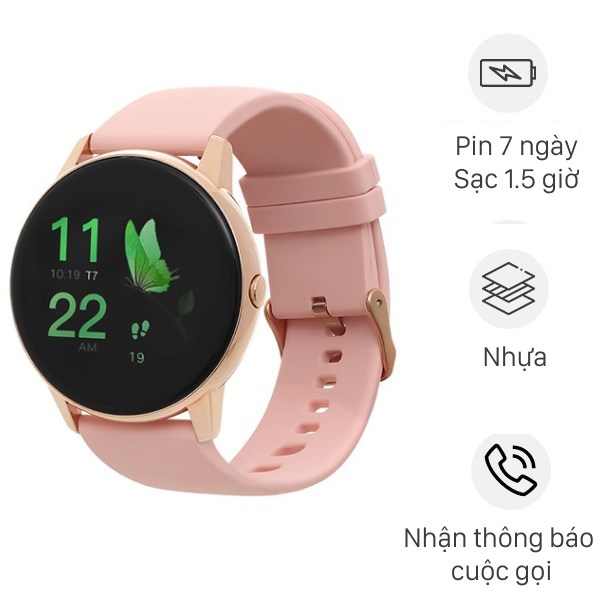 11
10.19 T7
22
AM
19
Pin 7 ngày
Sạc 1.5 giờ
Nhựa
Nhận thông báo
cuộc gọi